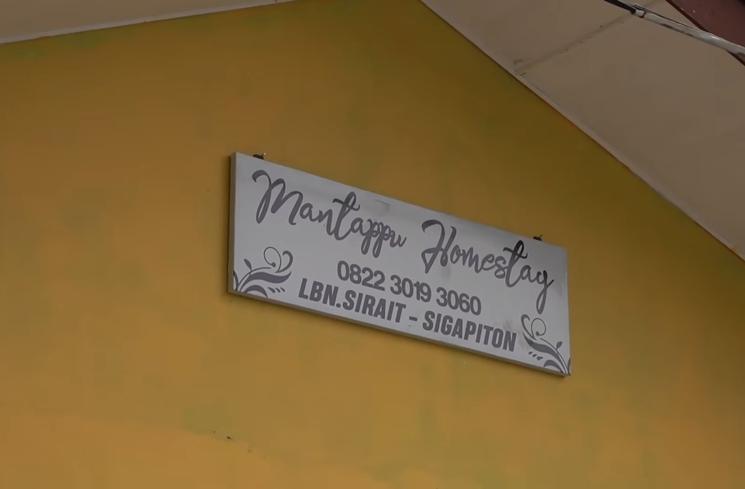 Mantappu Homestay
0822 3019 3060
LBN.SIRAIT - SIGAPITON